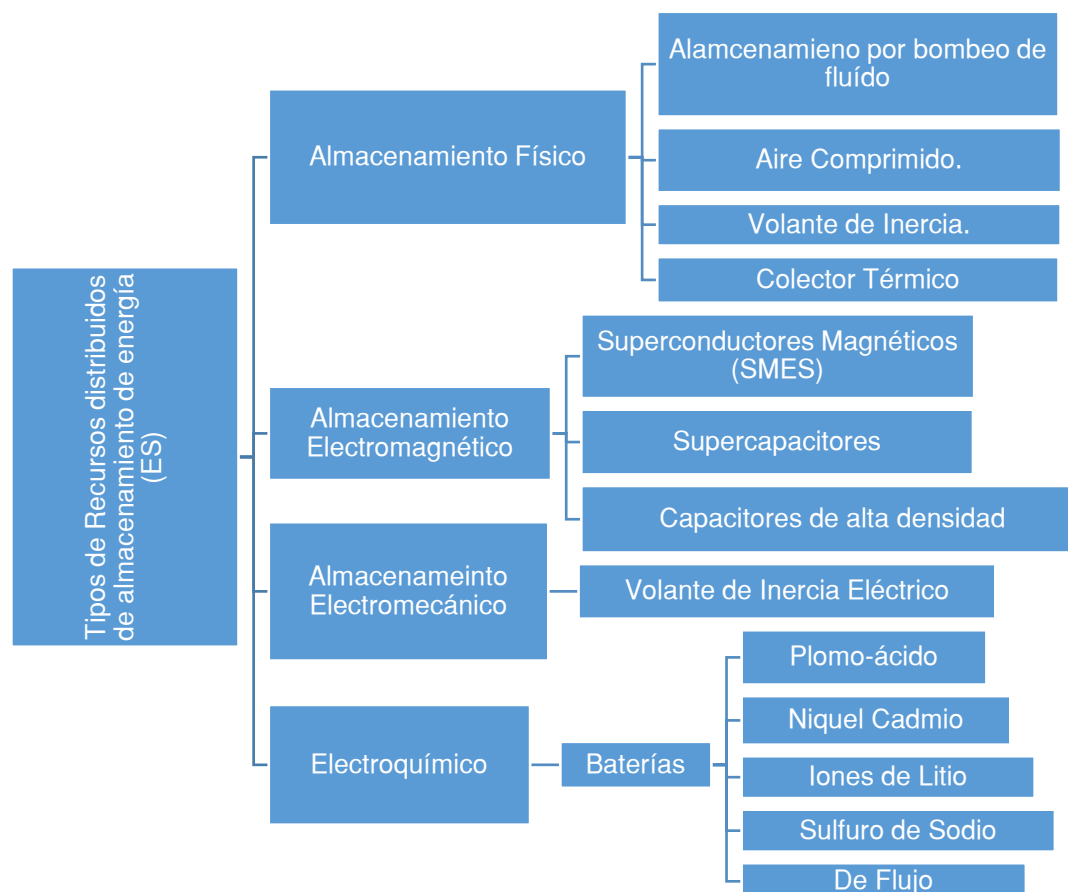 Tipos de Recursos distribuidos
de almacenamiento de energía
(ES)
Almacenamiento Físico
Alamcenamieno por bombeo de
fluído
Aire Comprimido.
Volante de Inercia.
Colector Térmico
Almacenamiento
Electromagnético
Superconductores Magnéticos
(SMES)
Supercapacitores
Capacitores de alta densidad
Almacenameinto
Electromecánico
Volante de Inercia Eléctrico
Electroquímico
Baterías
Plomo-ácido
Niquel Cadmio
Iones de Litio
Sulfuro de Sodio
De Flujo